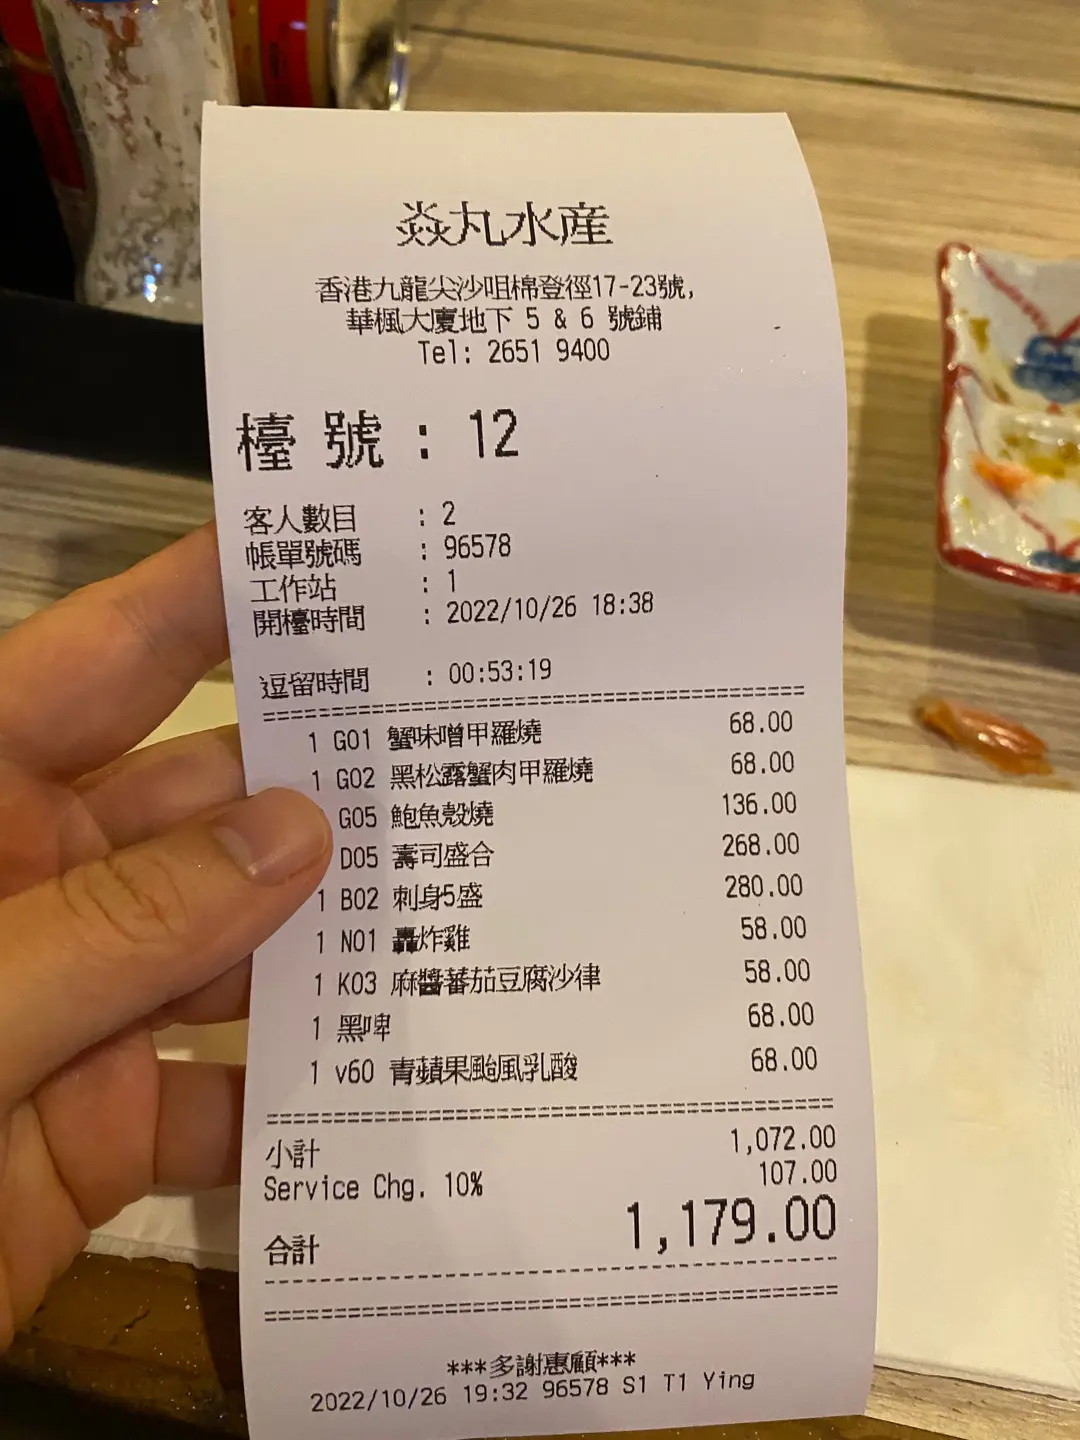 焱丸水産
香港九龍尖沙咀棉登徑17-23號,
華楓大廈地下 5 & 6 號鋪
Tel: 2651 9400
檯 號 : 12
客人數目 : 2
帳單號碼 : 96578
工作站 : 1
開檯時間 : 2022/10/26 18:38
逗留時間 : 00:53:19
1 G01 蟹味噌甲羅燒 68.00
1 G02 黑松露蟹肉甲羅燒 68.00
G05 鮑魚殼燒 136.00
D05 壽司盛合 268.00
1 B02 刺身5盛 280.00
1 N01 轟炸雞 58.00
1 K03 麻醬蕃茄豆腐沙律 58.00
1 黑啤 68.00
1 v60 青蘋果颱風乳酸 68.00
小計 1,072.00
Service Chg. 10% 107.00
合計 1,179.00
***多謝惠顧***
2022/10/26 19:32 96578 S1 T1 Ying